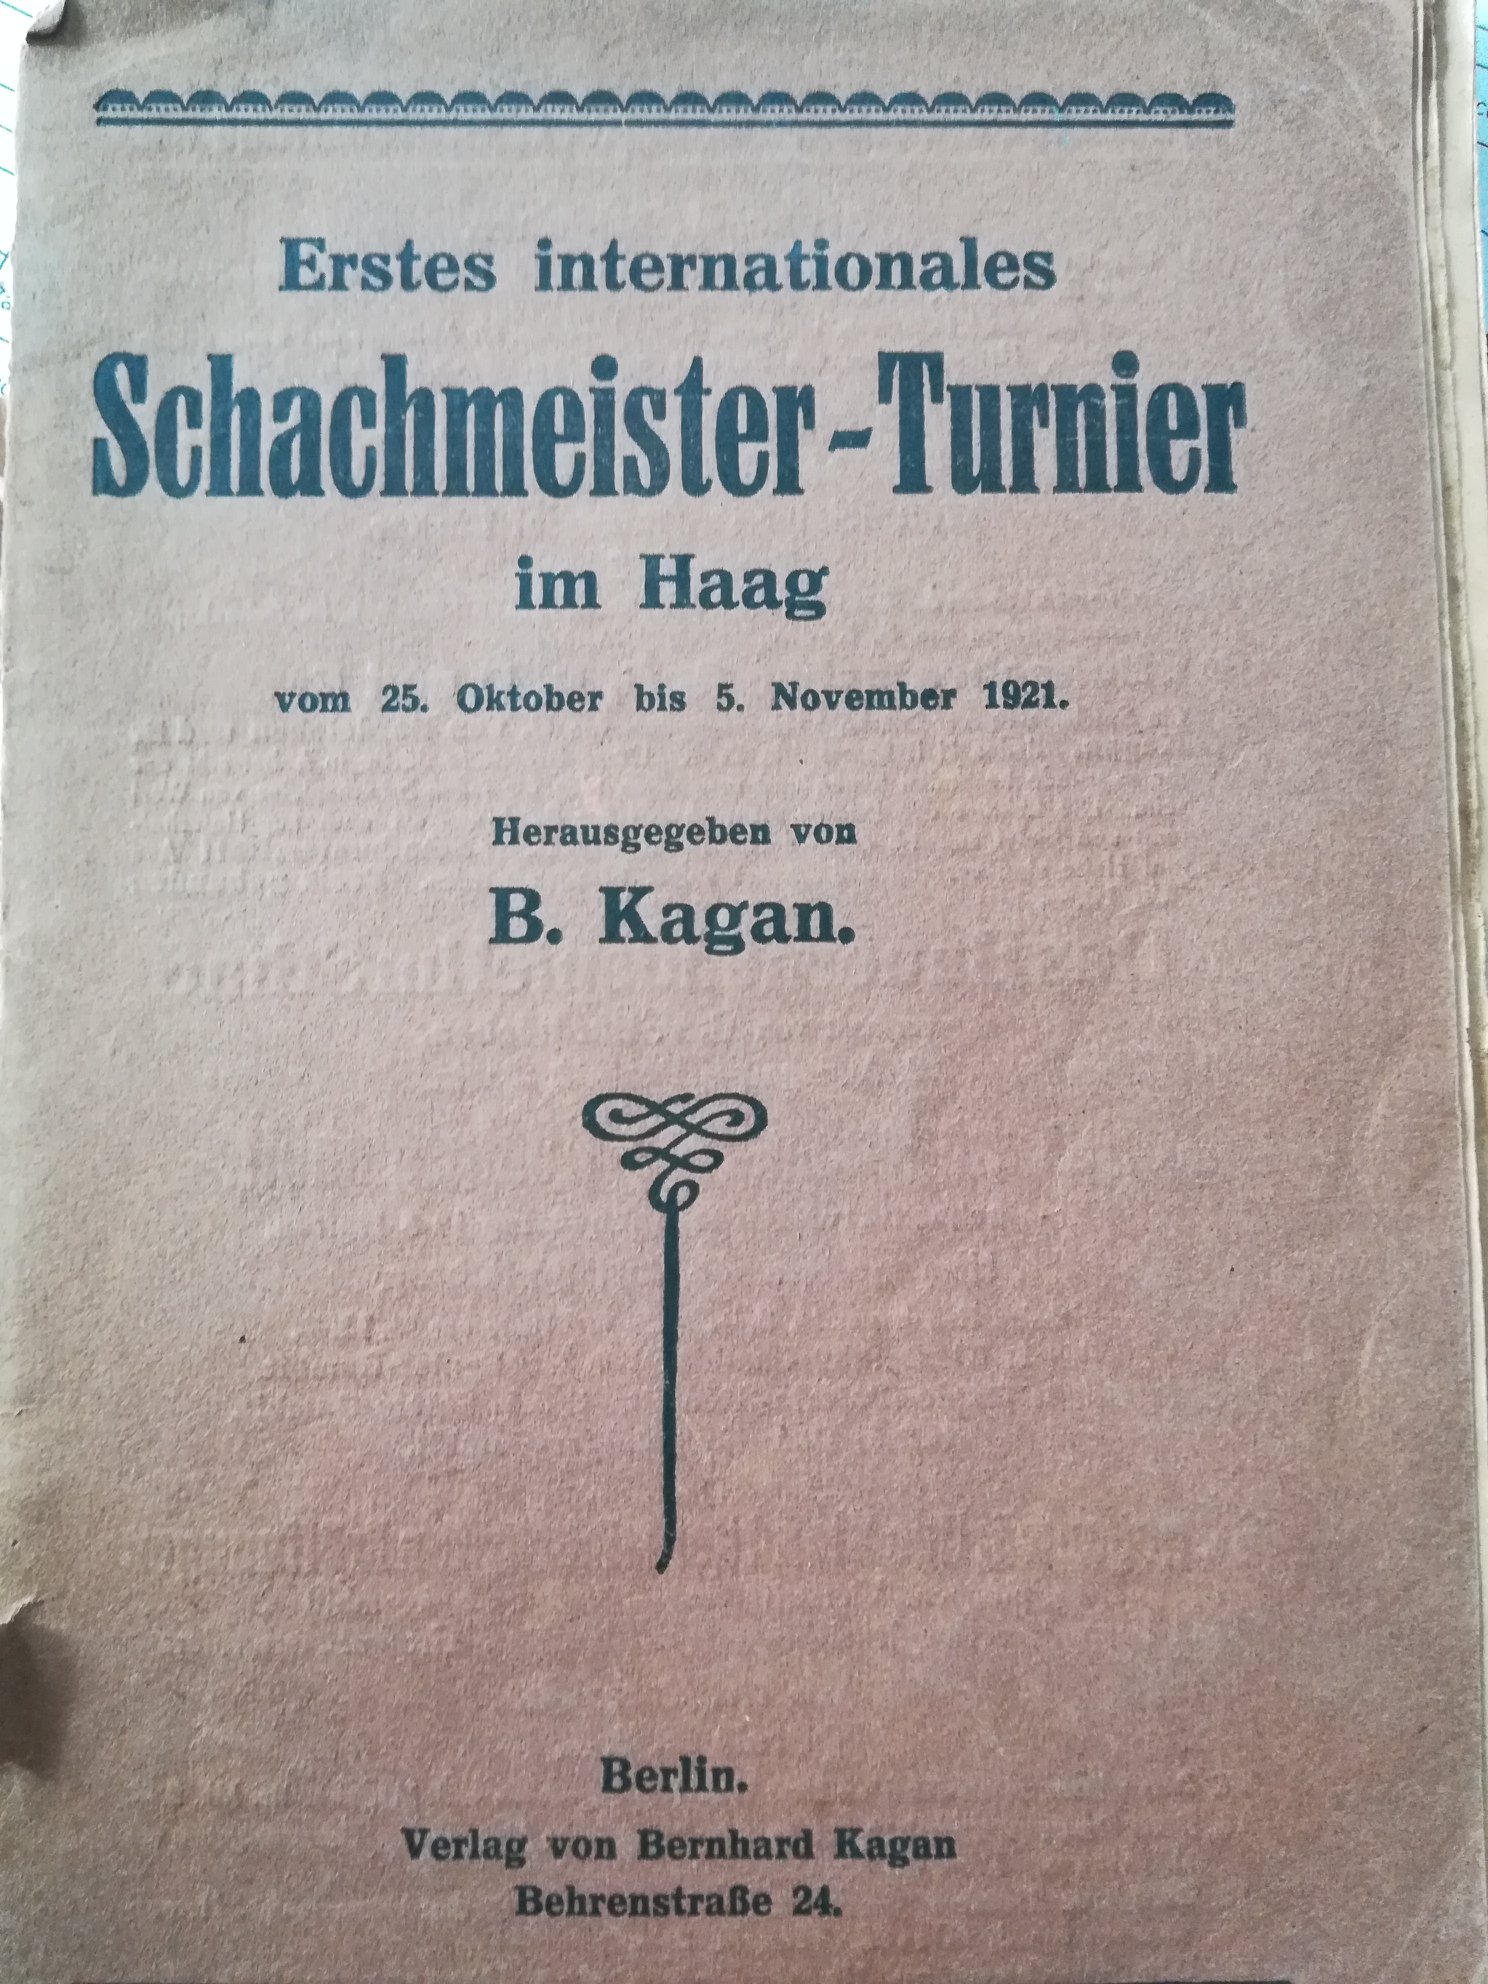 Erstes internationales
Schachmeister-Turnier
im Haag
vom 25. Oktober bis 5. November 1921.
Herausgegeben von
B. Kagan.
Berlin.
Verlag von Bernhard Kagan
Behrenstraße 24.